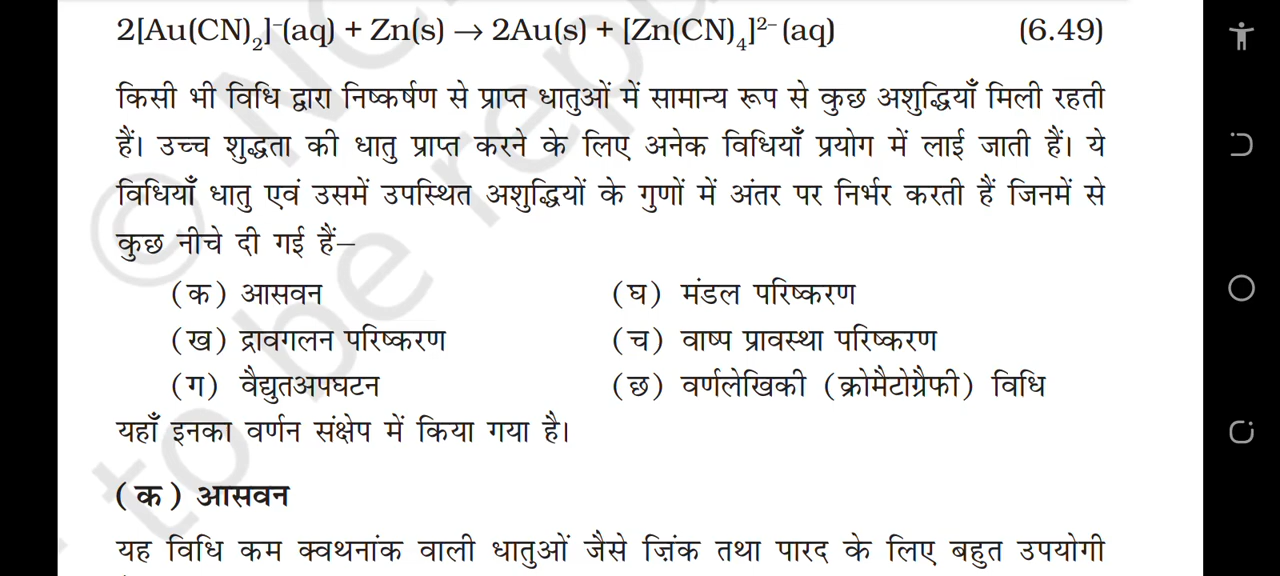 2[Au(CN)₂]⁻(aq) + Zn(s) → 2Au(s) + [Zn(CN)₄]²⁻ (aq) (6.49)
किसी भी विधि द्वारा निष्कर्षण से प्राप्त धातुओं में सामान्य रूप से कुछ अशुद्धियाँ मिली रहती
हैं। उच्च शुद्धता की धातु प्राप्त करने के लिए अनेक विधियाँ प्रयोग में लाई जाती हैं। ये
विधियाँ धातु एवं उसमें उपस्थित अशुद्धियों के गुणों में अंतर पर निर्भर करती हैं जिनमें से
कुछ नीचे दी गई हैं–
(क) आसवन (घ) मंडल परिष्करण
(ख) द्रावगलन परिष्करण (च) वाष्प प्रावस्था परिष्करण
(ग) वैद्युतअपघटन (छ) वर्णलेखिकी (क्रोमैटोग्रैफी) विधि
यहाँ इनका वर्णन संक्षेप में किया गया है।
(क) आसवन
यह विधि कम क्वथनांक वाली धातुओं जैसे ज़िंक तथा पारद के लिए बहुत उपयोगी